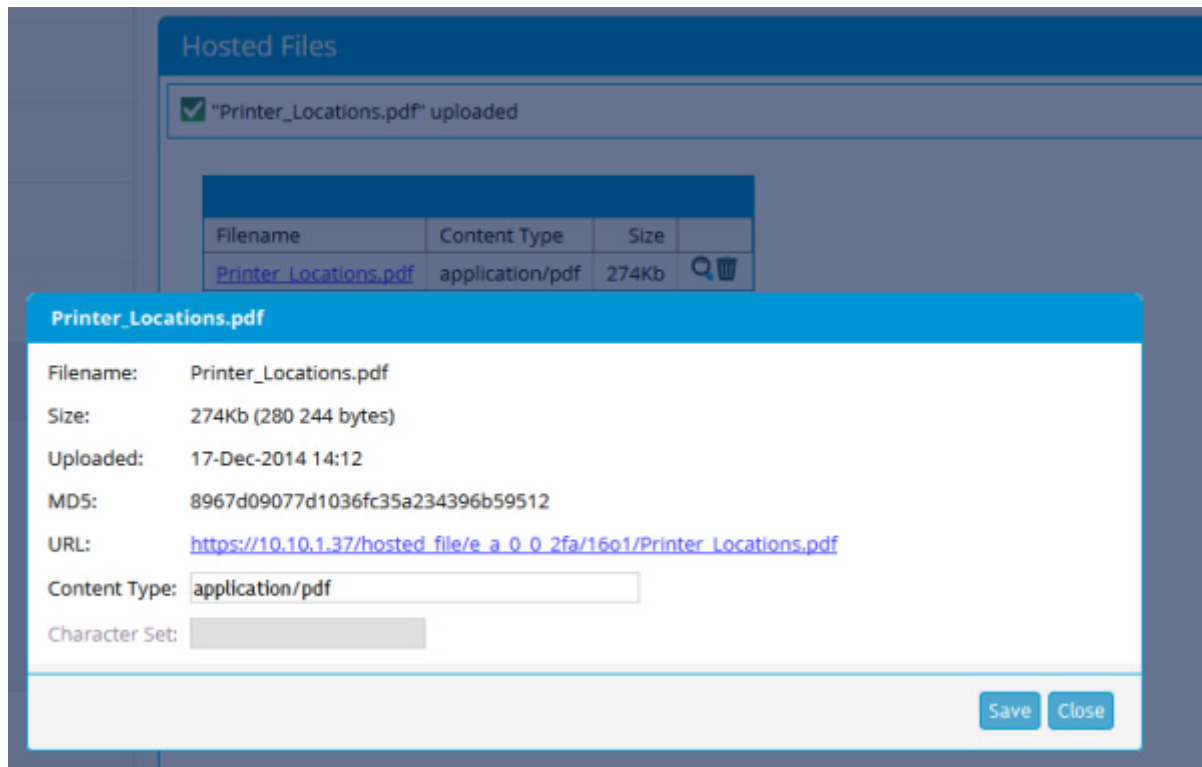 Hosted Files
"Printer_Locations.pdf" uploaded
Filename Content Type Size
Printer_Locations.pdf application/pdf 274Kb
Printer_Locations.pdf
Filename: Printer_Locations.pdf
Size: 274Kb (280 244 bytes)
Uploaded: 17-Dec-2014 14:12
MD5: 8967d09077d1036fc35a234396b59512
URL: https://10.10.1.37/hosted_file/e_a_0_0_2fa/16o1/Printer_Locations.pdf
Content Type: application/pdf
Character Set:
Save Close